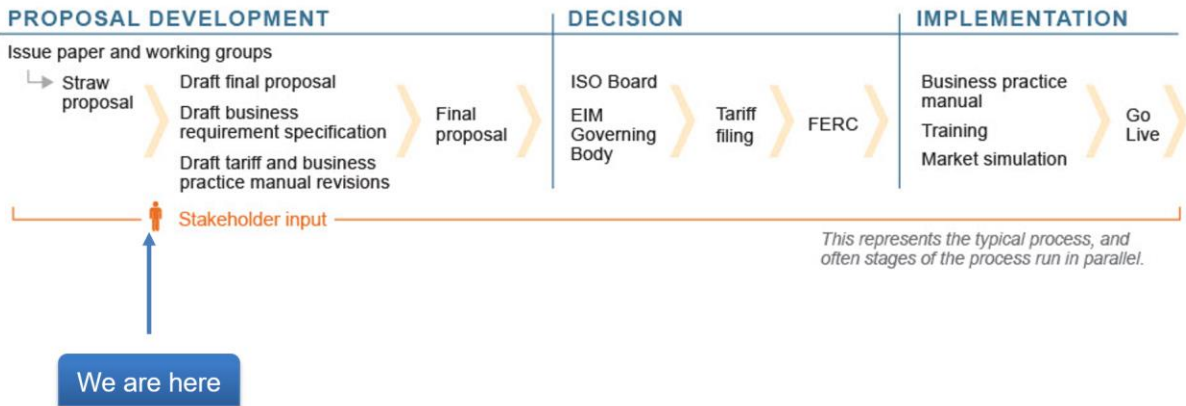 PROPOSAL DEVELOPMENT
Issue paper and working groups
Straw
proposal
Draft final proposal
Draft business
requirement specification
Draft tariff and business
practice manual revisions
Final
proposal
DECISION
ISO Board
EIM
Governing
Body
Tariff
filing
FERC
IMPLEMENTATION
Business practice
manual
Training
Market simulation
Go
Live
Stakeholder input
This represents the typical process, and
often stages of the process run in parallel.
We are here